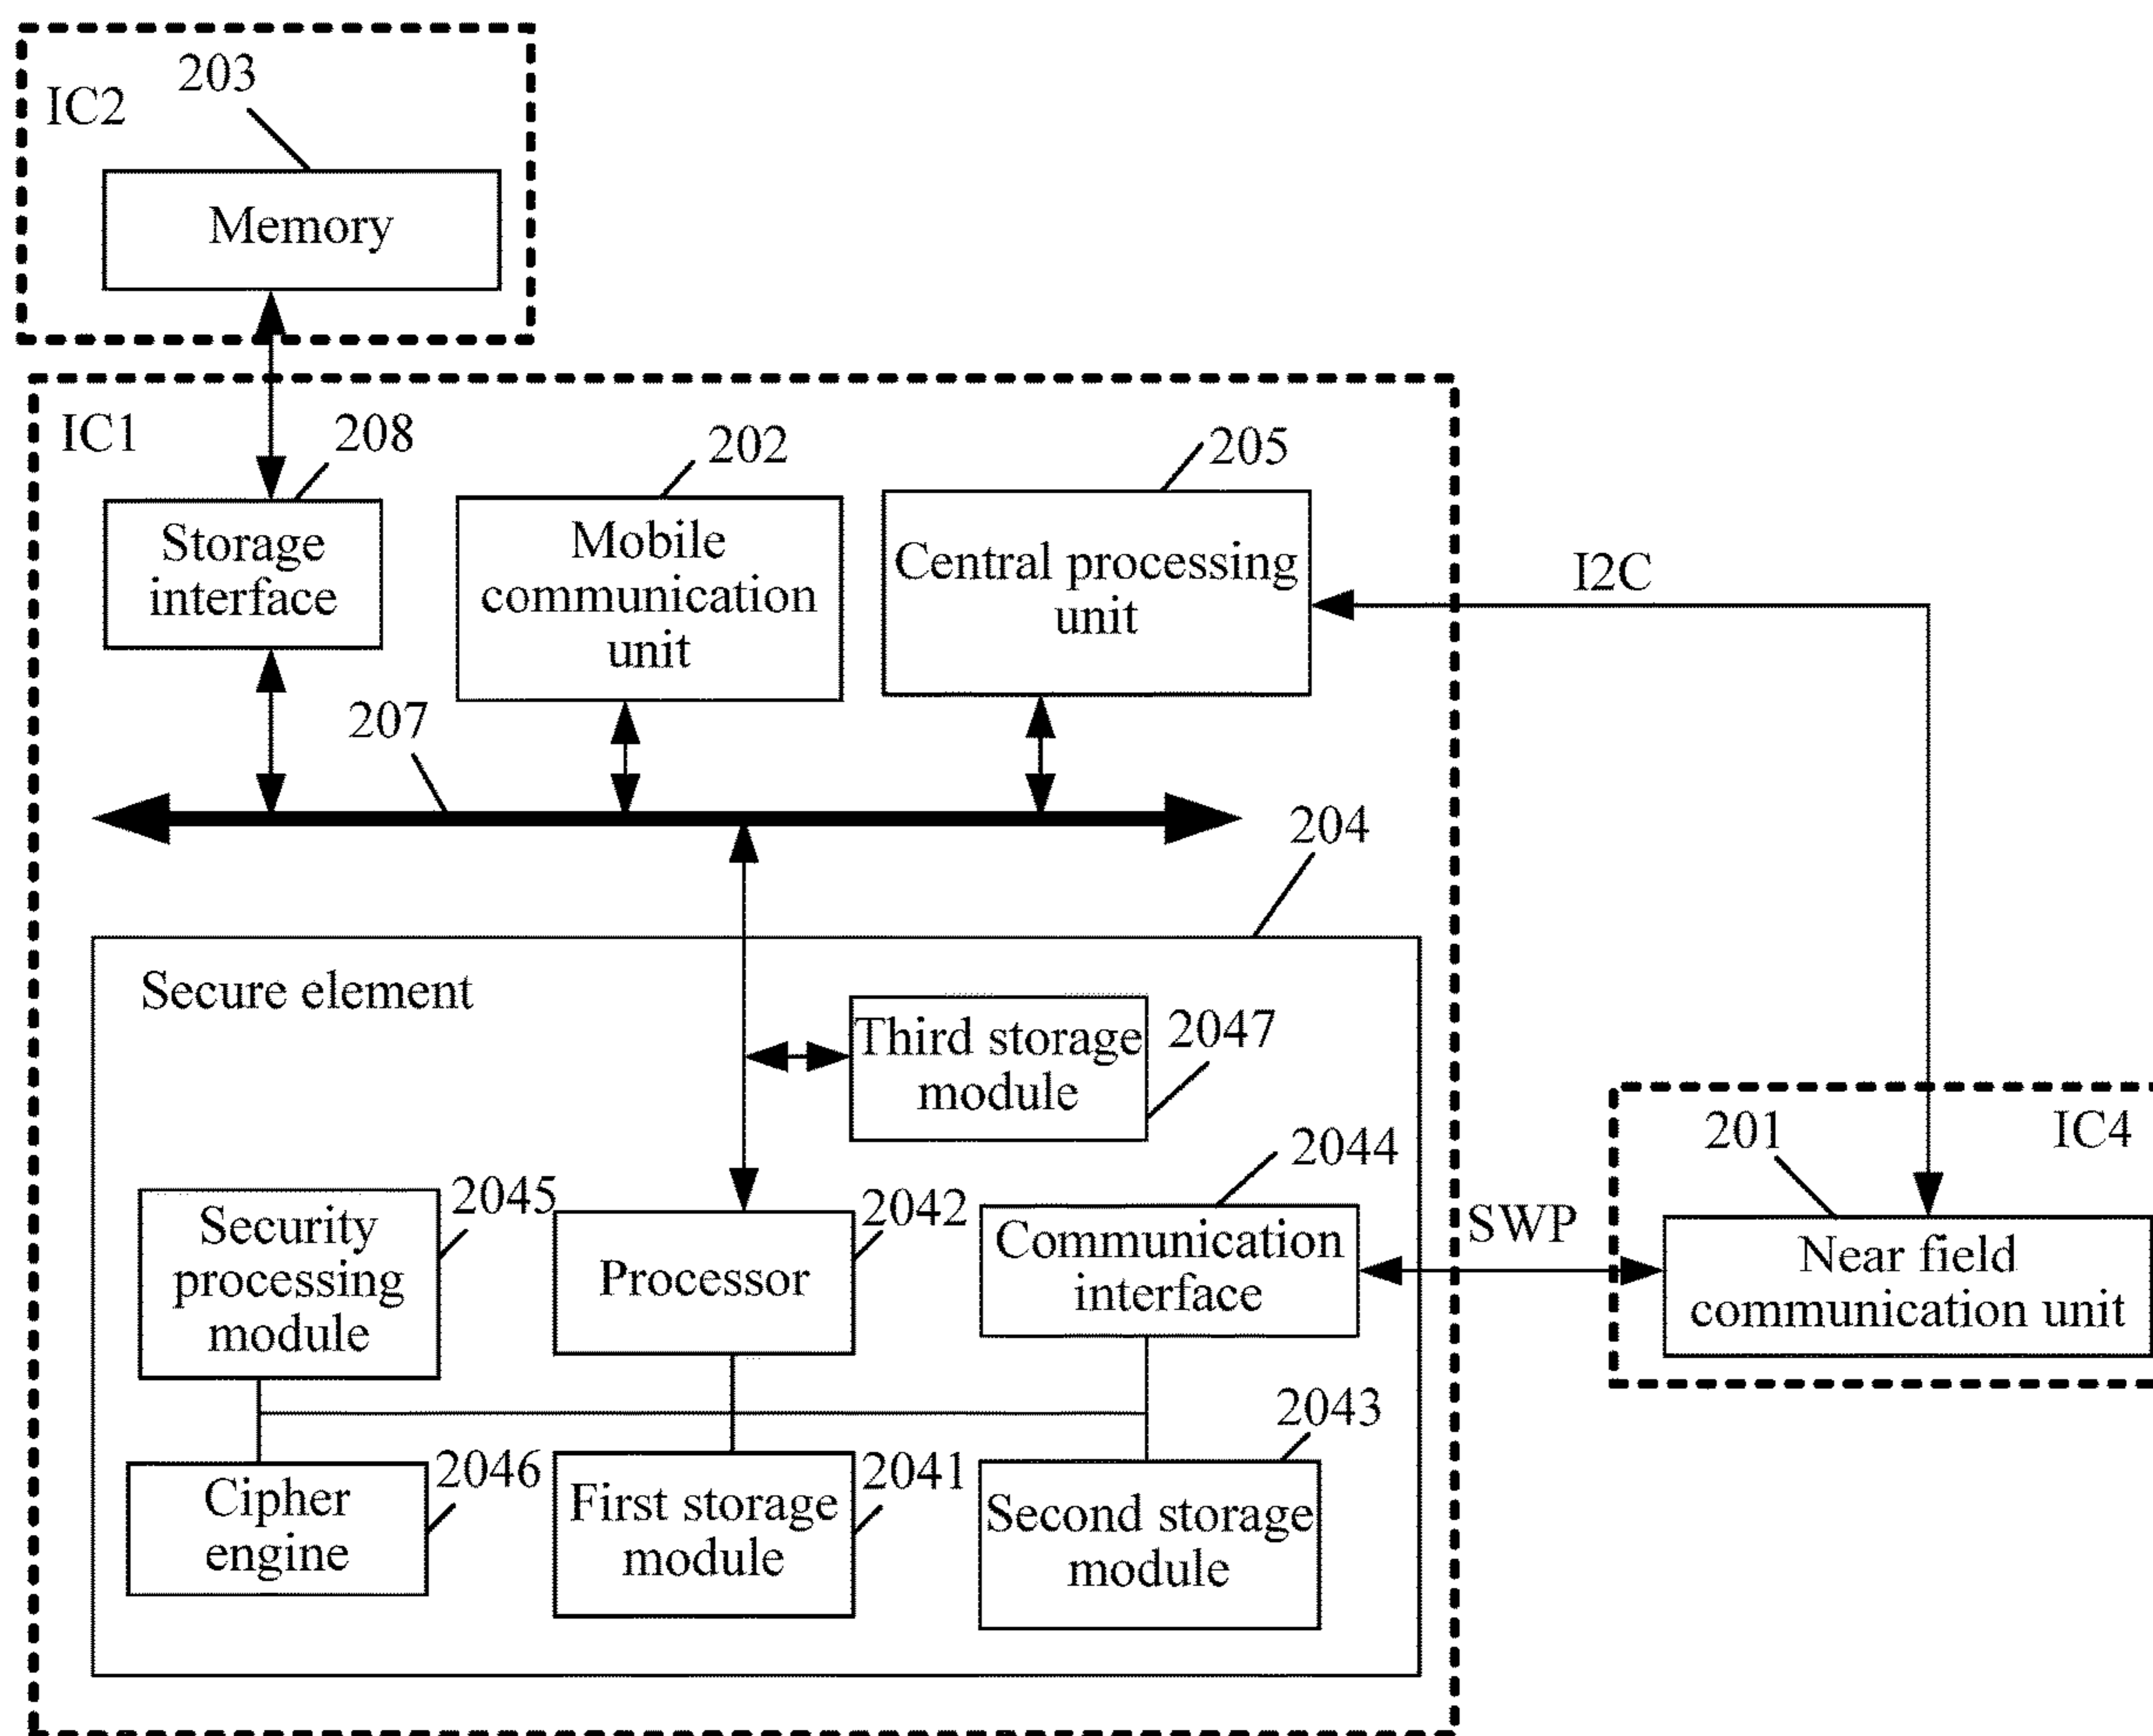 203
IC2
Memory
IC1
208
202
205
Storage
interface
Mobile
communication
unit
Central processing
unit
I2C
207
204
Secure element
Third storage
module
2047
201
IC4
2044
2045
2042
Security
processing
module
Processor
Communication
interface
SWP
Near field
communication unit
2043
2046
2041
Cipher
engine
First storage
module
Second storage
module